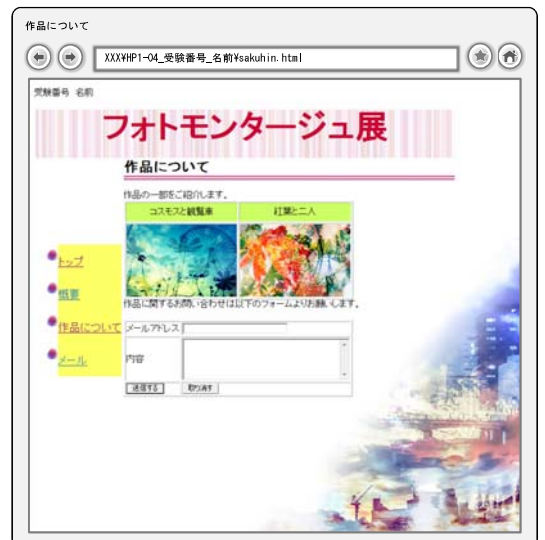 作品について
XXX¥HP1-04_受験番号_名前¥sakuhin.html
受験番号 名前
フォトモンタージュ展
作品について
作品の一部をご紹介します。
コスモスと観覧車 紅葉と二人
トップ
概要
作品について
メール
作品に関するお問い合わせは以下のフォームよりお願いします。
メールアドレス
内容
送信する 取り消す